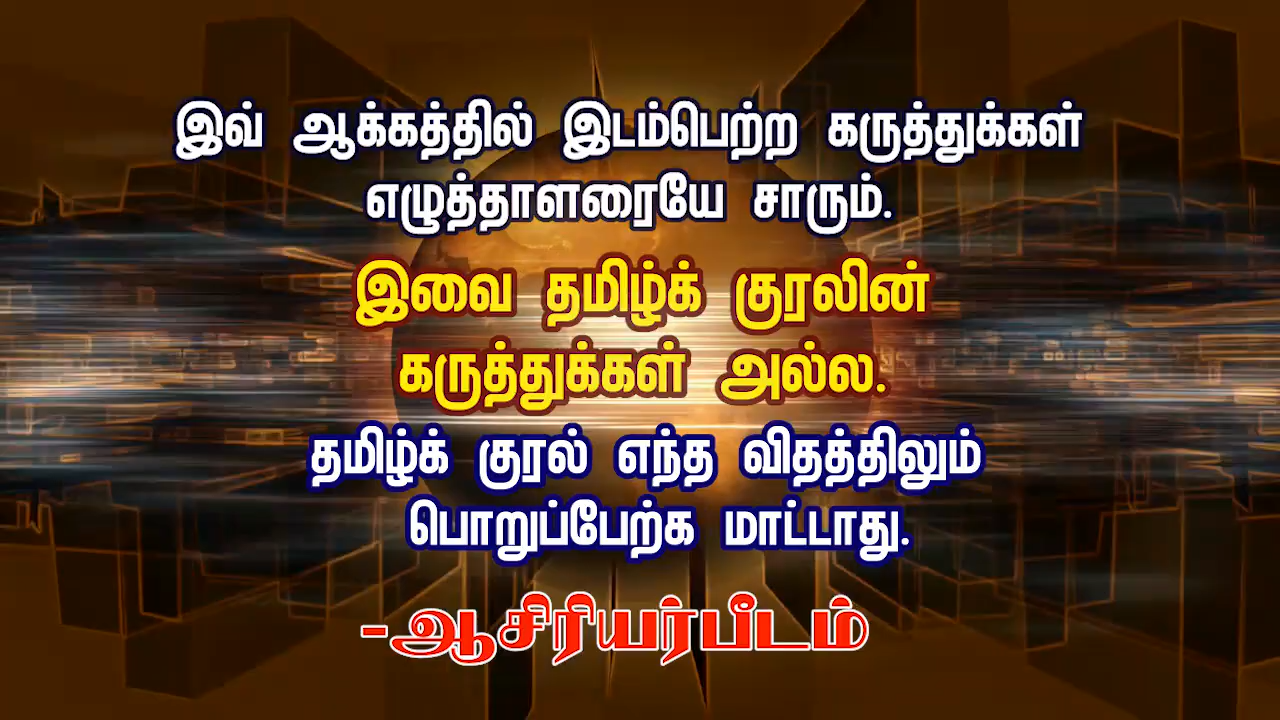 இவ் ஆக்கத்தில் இடம்பெற்ற கருத்துக்கள்
எழுத்தாளரையே சாரும்.
இவை தமிழ்க் குரலின்
கருத்துக்கள் அல்ல.
தமிழ்க் குரல் எந்த விதத்திலும்
பொறுப்பேற்க மாட்டாது.
-ஆசிரியர்பீடம்